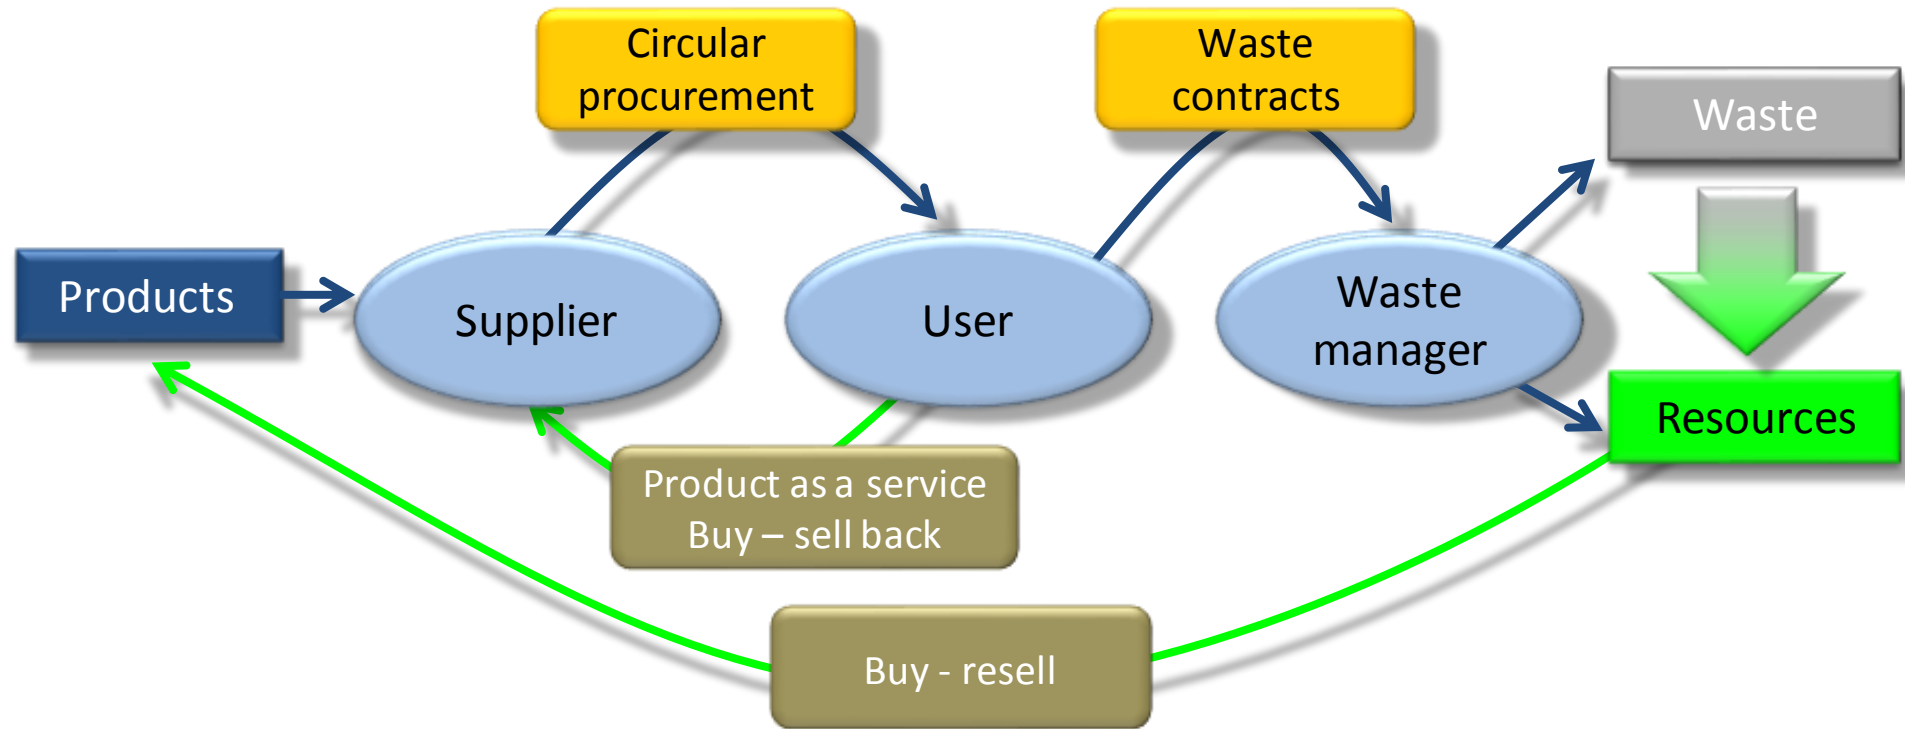 Circular
procurement
Waste
contracts
Waste
Products
Supplier
User
Waste
manager
Resources
Product as a service
Buy – sell back
Buy - resell